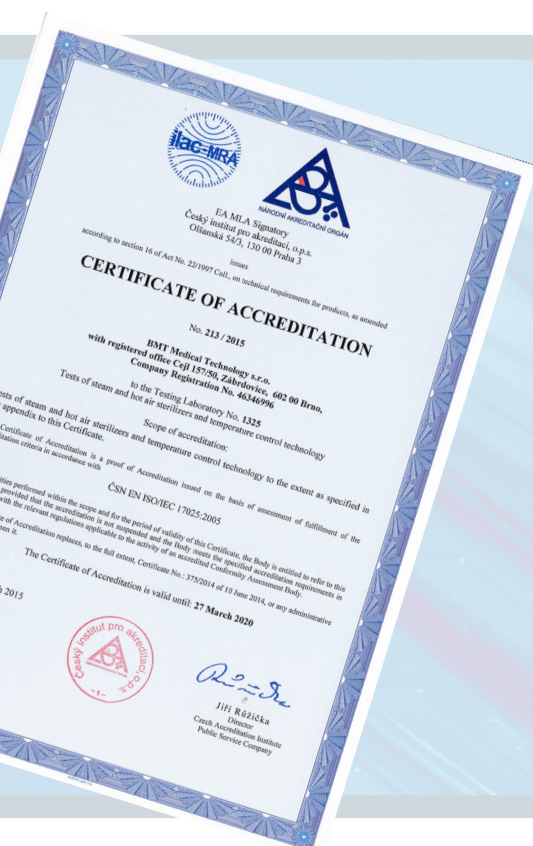 ilac-MRA
NÁRODNÍ AKREDITAČNÍ ORGÁN
EA MLA Signatory
Český institut pro akreditaci, o.p.s.
Olšanská 54/3, 130 00 Praha 3
issues
according to section 16 of Act No. 22/1997 Coll., on technical requirements for products, as amended
CERTIFICATE OF ACCREDITATION
No. 213 / 2015
BMT Medical Technology s.r.o.
with registered office Cejl 157/50, Zábrdovice, 602 00 Brno,
Company Registration No. 46346996
to the Testing Laboratory No. 1325
Tests of steam and hot air sterilizers and temperature control technology
Scope of accreditation:
ests of steam and hot air sterilizers and temperature control technology to the extent as specified in
appendix to this Certificate.
Certificate of Accreditation is a proof of Accreditation issued on the basis of assessment of fulfillment of the
itation criteria in accordance with
ČSN EN ISO/IEC 17025:2005
ities performed within the scope and for the period of validity of this Certificate, the Body is entitled to refer to this
provided that the accreditation is not suspended and the Body meets the specified accreditation requirements in
with the relevant regulations applicable to the activity of an accredited Conformity Assessment Body.
e of Accreditation replaces, to the full extent, Certificate No.: 375/2014 of 10 June 2014, or any administrative
pon it.
The Certificate of Accreditation is valid until: 27 March 2020
h 2015
Český institut pro akreditaci, o.p.s.
-1-
Jiří Růžička
Director
Czech Accreditation Institute
Public Service Company